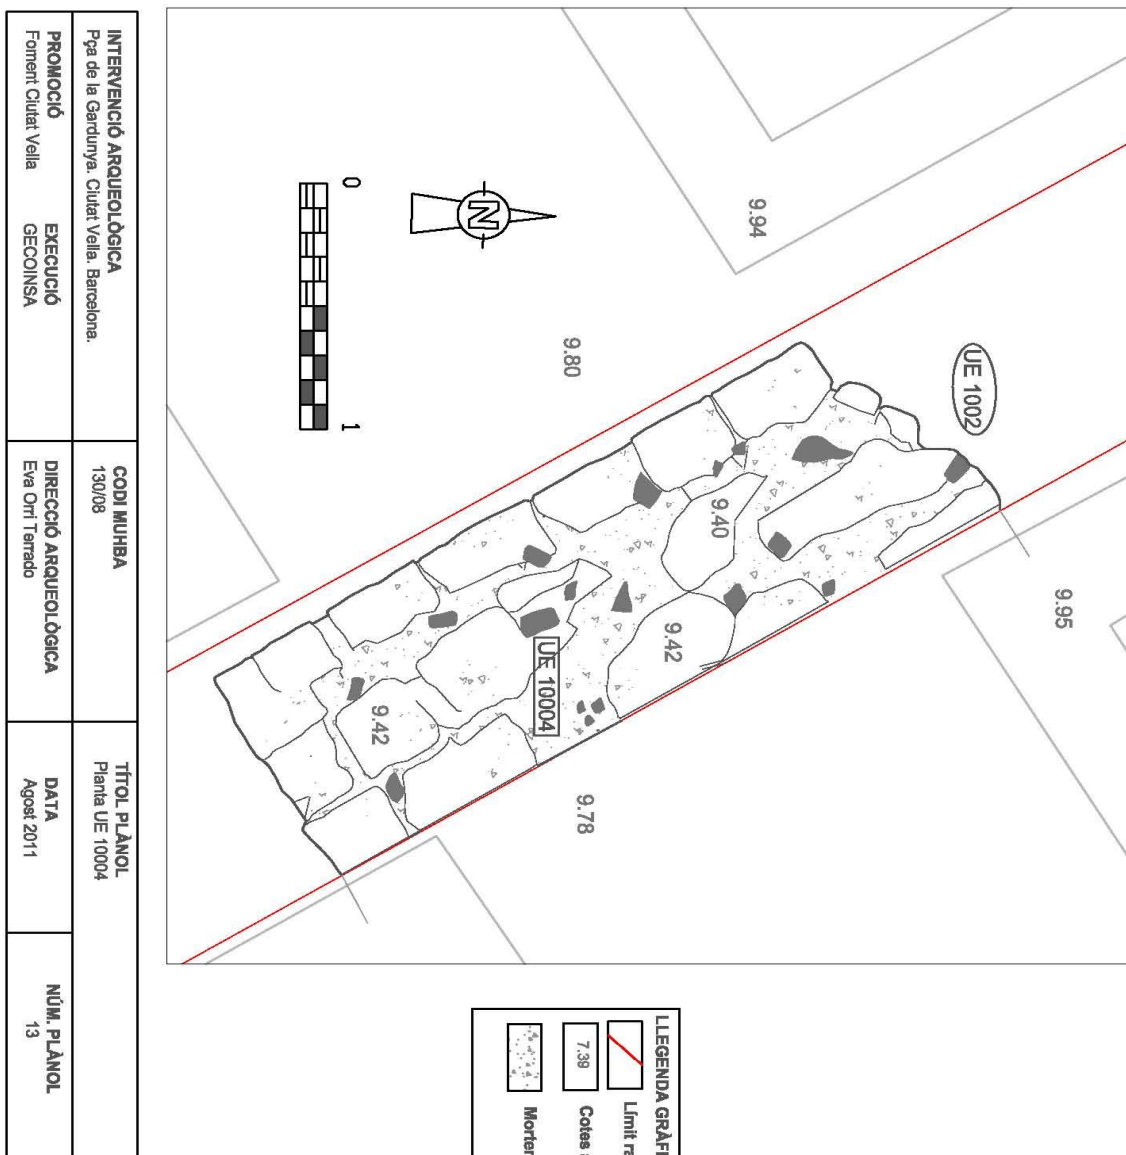 INTERVENCIÓ ARQUEOLÒGICA
Pça de la Gardunya. Ciutat Vella. Barcelona.
CODI MUHBA
130/08
TÍTOL PLÀNOL
Planta UE 10004
PROMOCIÓ
Foment Ciutat Vella
EXECUCIÓ
GECOINSA
DIRECCIÓ ARQUEOLÒGICA
Eva Orri Terrado
DATA
Agost 2011
NÚM. PLÀNOL
13
0
1
N
9.94
9.80
UE 1002
9.95
9.40
9.42
UE 10004
9.42
9.78
LLEGENDA GRÀFI
Límit ra
7.39
Cotes
Morter